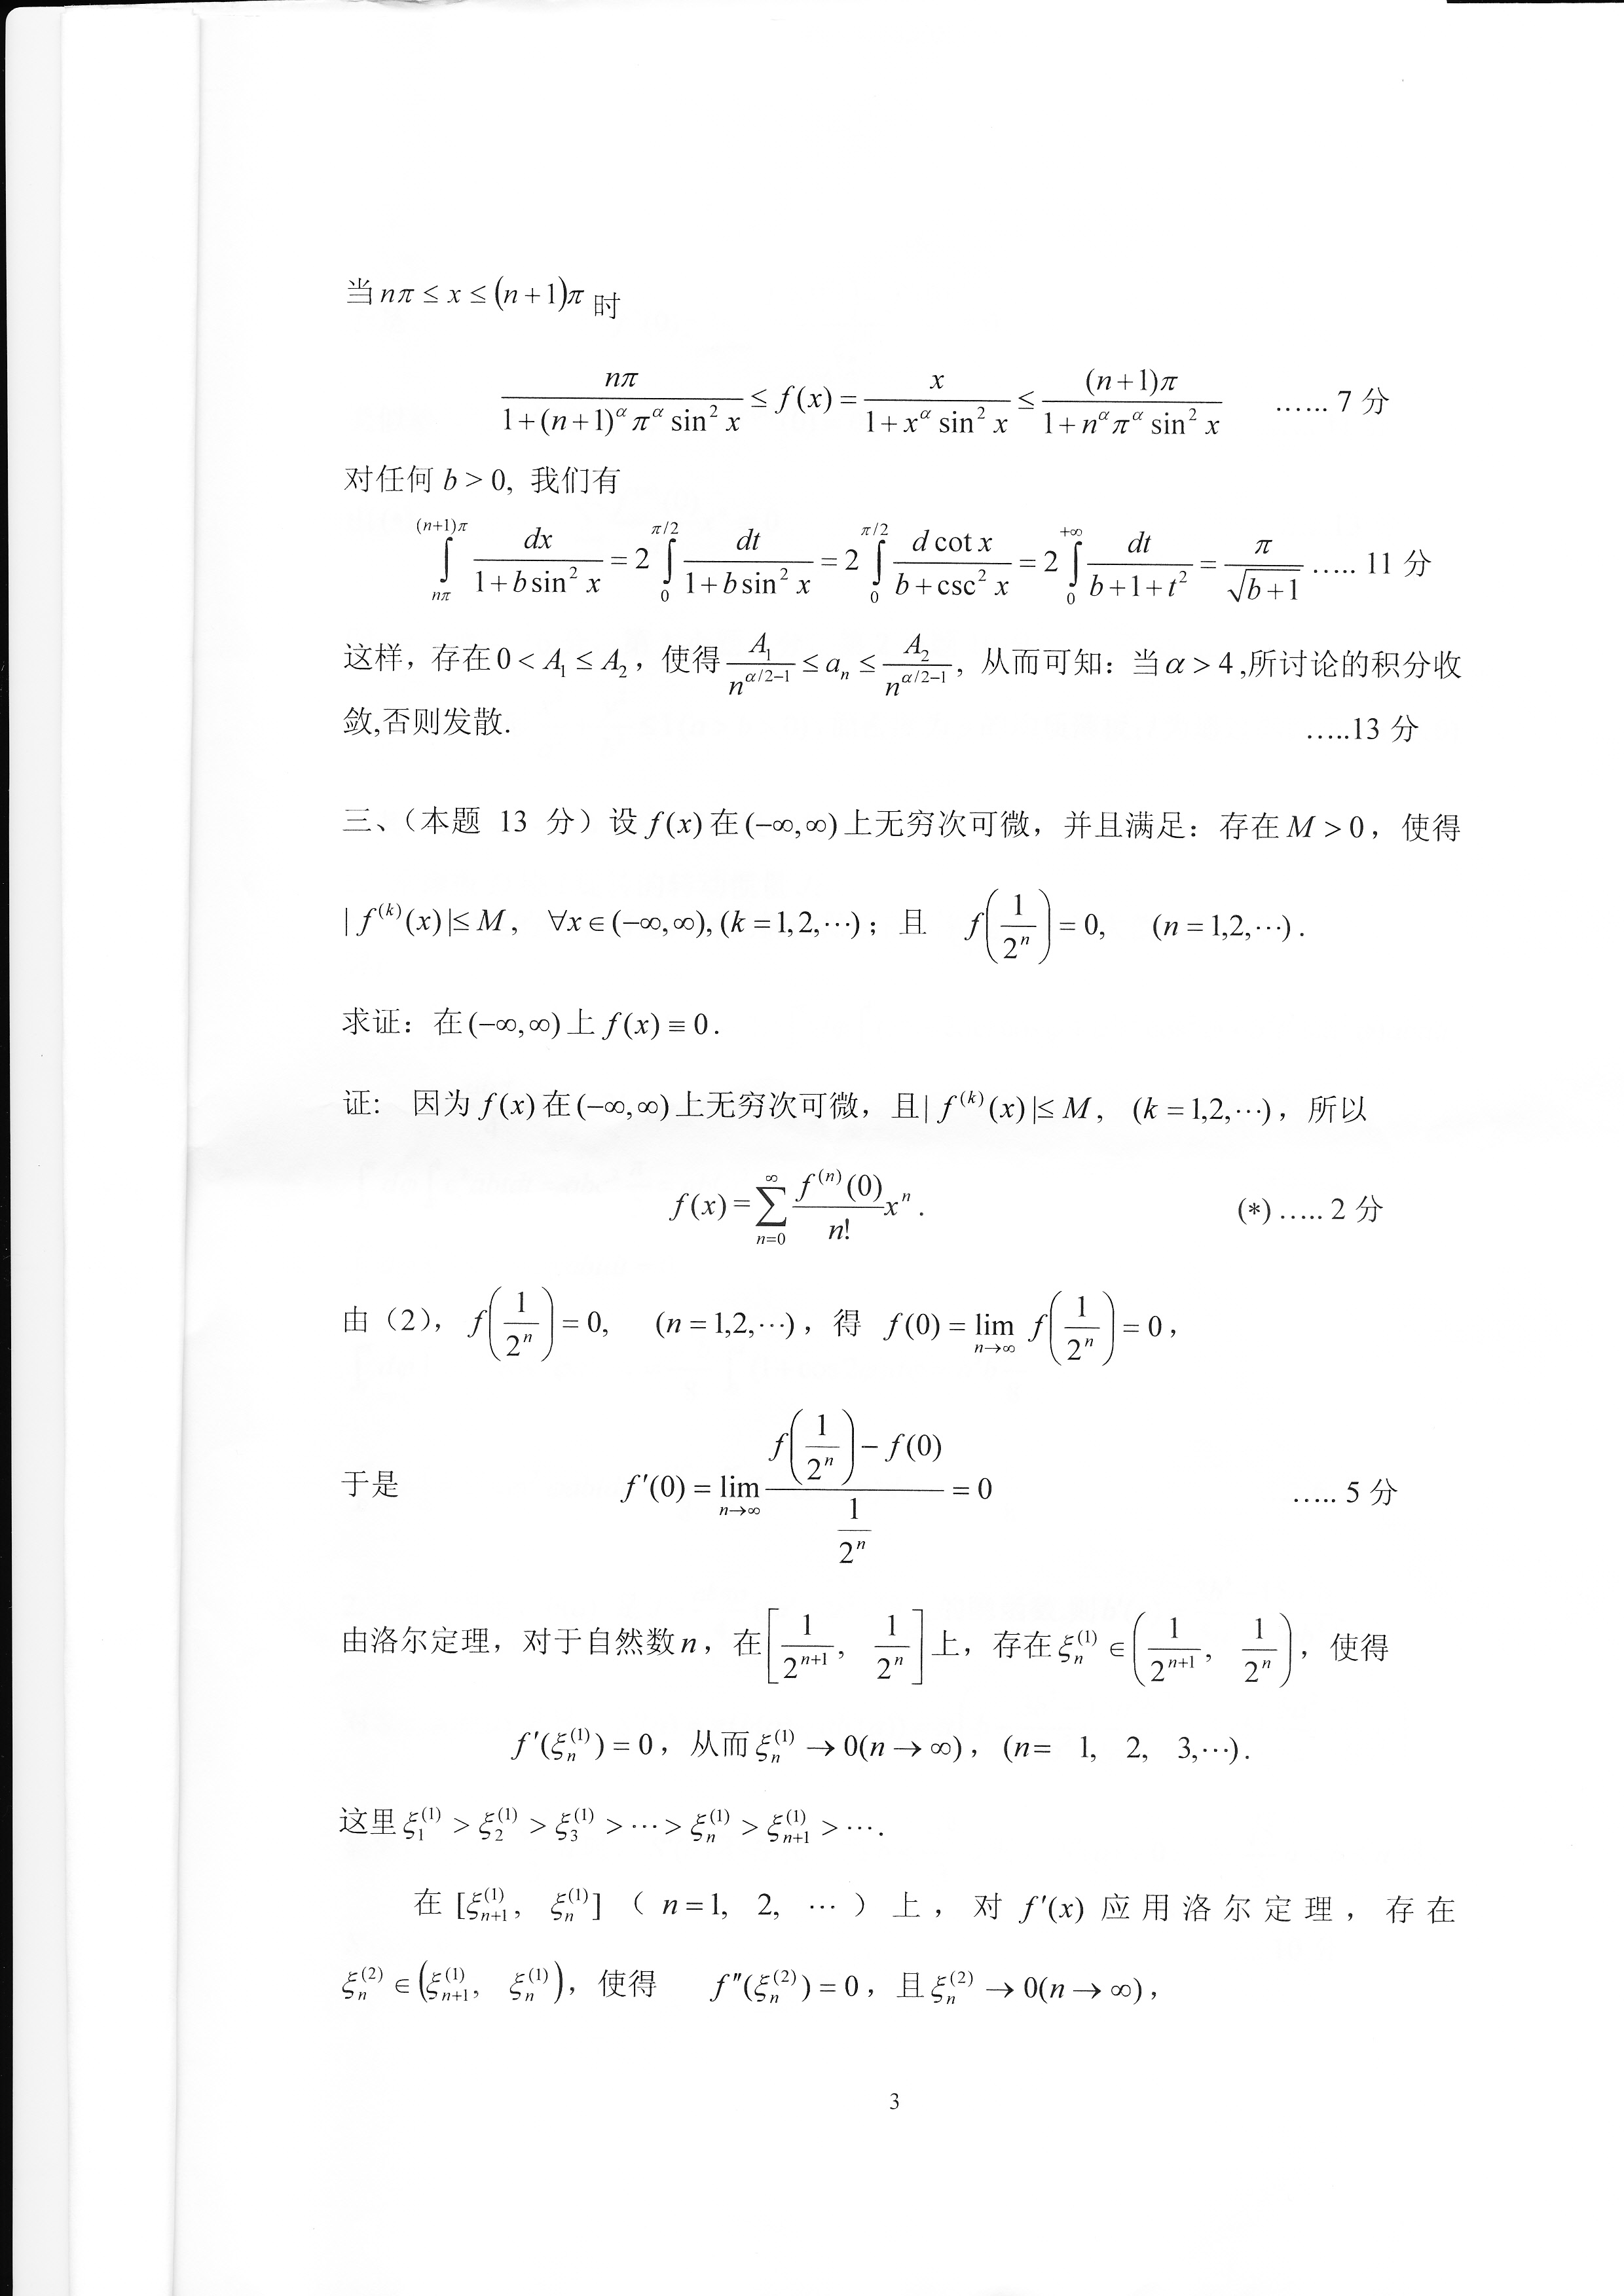 当 $n\pi \le x \le (n+1)\pi$ 时
$\frac{n\pi}{1+(n+1)^{\alpha}\pi^{\alpha}\sin^2 x} \le f(x) = \frac{x}{1+x^{\alpha}\sin^2 x} \le \frac{(n+1)\pi}{1+n^{\alpha}\pi^{\alpha}\sin^2 x}$ …… 7 分
对任何 $b>0$, 我们有
$\int_{n\pi}^{(n+1)\pi} \frac{dx}{1+b\sin^2 x} = 2\int_0^{\pi/2} \frac{dt}{1+b\sin^2 x} = 2\int_0^{\pi/2} \frac{d\cot x}{b+\csc^2 x} = 2\int_0^{+\infty} \frac{dt}{b+1+t^2} = \frac{\pi}{\sqrt{b+1}}$ ….. 11 分
这样，存在 $0<A_1\le A_2$，使得 $\frac{A_1}{n^{\alpha/2-1}} \le a_n \le \frac{A_2}{n^{\alpha/2-1}}$, 从而可知：当 $\alpha>4$,所讨论的积分收
敛,否则发散. …..13 分
三、（本题 13 分）设 $f(x)$ 在 $(-\infty,\infty)$ 上无穷次可微，并且满足：存在 $M>0$，使得
$|f^{(k)}(x)|\le M$, $\forall x\in(-\infty,\infty)$, $(k=1,2,\cdots)$；且 $f\left(\frac{1}{2^n}\right)=0$, $(n=1,2,\cdots)$.
求证：在 $(-\infty,\infty)$ 上 $f(x)\equiv 0$.
证: 因为 $f(x)$ 在 $(-\infty,\infty)$ 上无穷次可微，且 $|f^{(k)}(x)|\le M$, $(k=1,2,\cdots)$，所以
$f(x)=\sum_{n=0}^{\infty}\frac{f^{(n)}(0)}{n!}x^n$. (*) ….. 2 分
由（2），$f\left(\frac{1}{2^n}\right)=0$, $(n=1,2,\cdots)$，得 $f(0)=\lim_{n\to\infty} f\left(\frac{1}{2^n}\right)=0$，
于是 $f'(0)=\lim_{n\to\infty}\frac{f\left(\frac{1}{2^n}\right)-f(0)}{\frac{1}{2^n}}=0$ ….. 5 分
由洛尔定理，对于自然数 $n$，在 $\left[\frac{1}{2^{n+1}}, \frac{1}{2^n}\right]$ 上，存在 $\xi_n^{(1)}\in\left(\frac{1}{2^{n+1}}, \frac{1}{2^n}\right)$，使得
$f'(\xi_n^{(1)})=0$，从而 $\xi_n^{(1)}\to 0(n\to\infty)$，(n= 1, 2, 3,…).
这里 $\xi_1^{(1)}>\xi_2^{(1)}>\xi_3^{(1)}>\cdots>\xi_n^{(1)}>\xi_{n+1}^{(1)}>\cdots$.
在 $[\xi_{n+1}^{(1)}, \xi_n^{(1)}]$（ n=1, 2, … ）上，对 $f'(x)$ 应用洛尔定理，存在
$\xi_n^{(2)}\in\left(\xi_{n+1}^{(1)}, \xi_n^{(1)}\right)$，使得 $f''(\xi_n^{(2)})=0$，且 $\xi_n^{(2)}\to 0(n\to\infty)$，
3